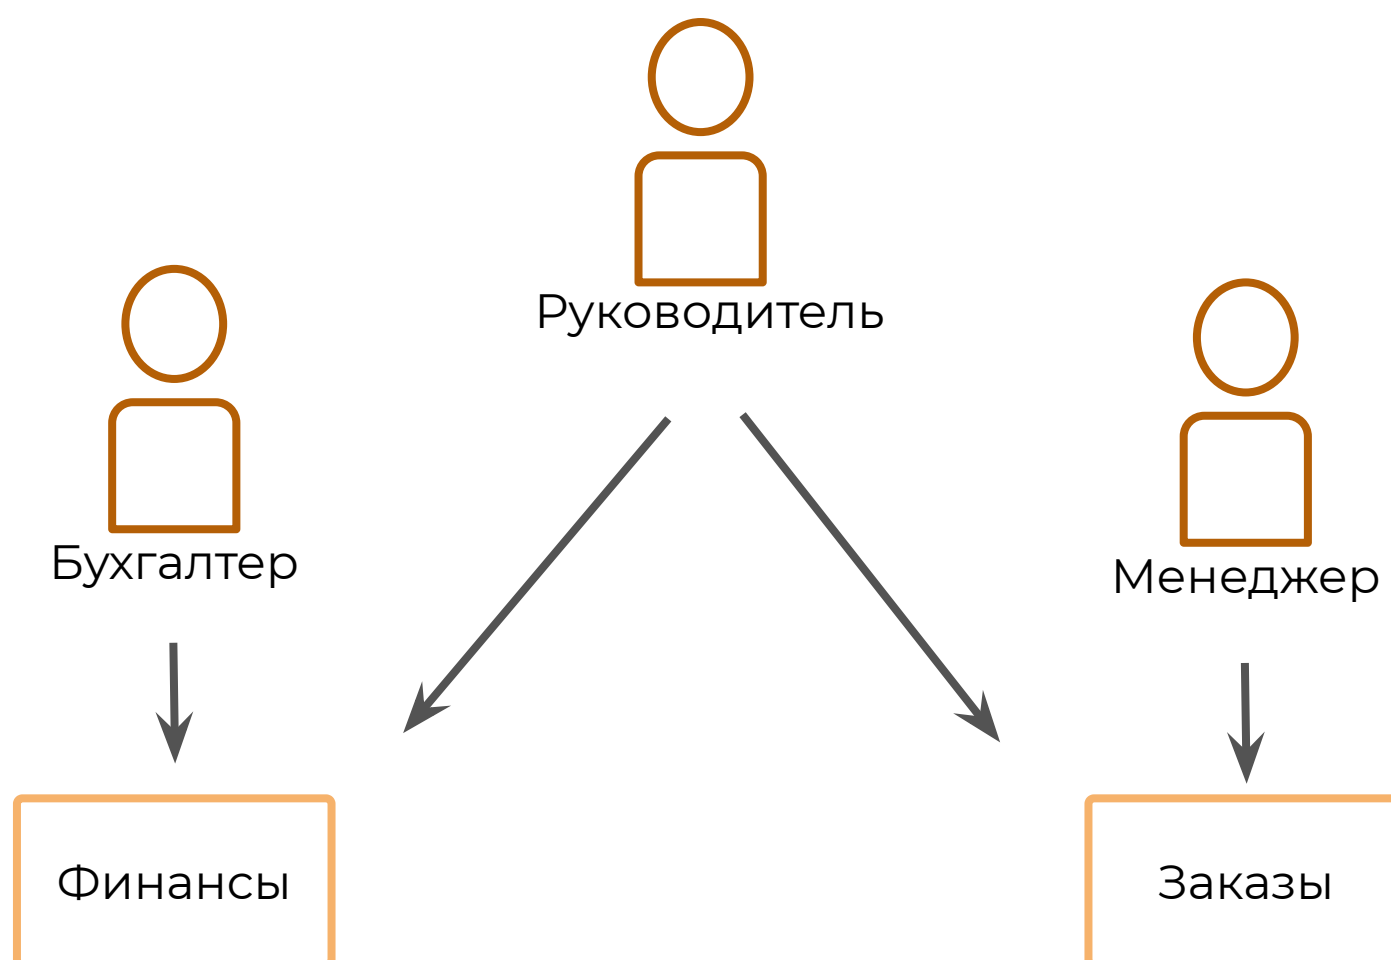 Руководитель
Бухгалтер
Менеджер
Финансы
Заказы